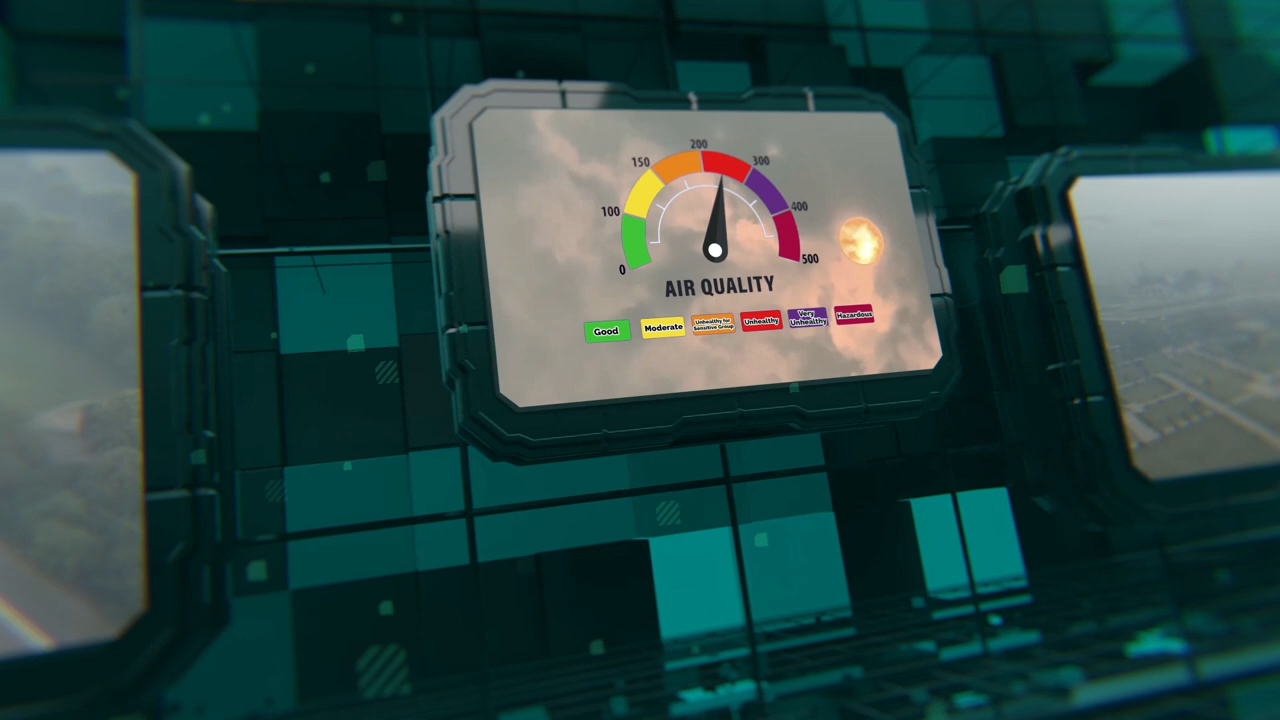 200
150
300
100
400
0
500
AIR QUALITY
Good
Moderate
Unhealthy for
Sensitive Group
Unhealthy
Very
Unhealthy
Hazardous